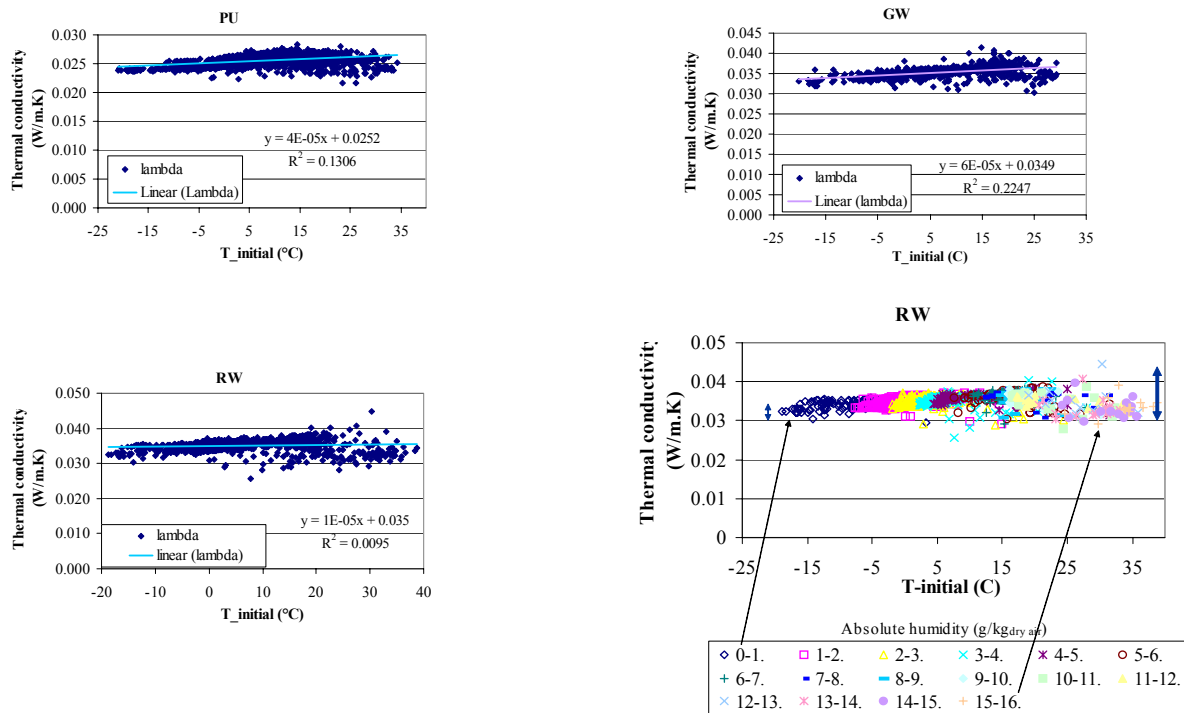 PU
Thermal conductivity
(W/m.K)
0.030
0.025
0.020
0.015
0.010
0.005
0.000
y = 4E-05x + 0.0252
R2 = 0.1306
lambda
Linear (Lambda)
-25 -15 -5 5 15 25 35
T_initial (°C)
GW
Thermal conductivity
(W/m.K)
0.045
0.040
0.035
0.030
0.025
0.020
0.015
0.010
0.005
0.000
y = 6E-05x + 0.0349
R2 = 0.2247
lambda
Linear (lambda)
-25 -15 -5 5 15 25 35
T_initial (C)
RW
Thermal conductivity
(W/m.K)
0.050
0.040
0.030
0.020
0.010
0.000
y = 1E-05x + 0.035
R2 = 0.0095
lambda
linear (lambda)
-20 -10 0 10 20 30 40
T_initial (°C)
RW
Thermal conductivity
(W/m.K)
0.05
0.04
0.03
0.02
0.01
0
-25 -15 -5 5 15 25 35
T-initial (C)
Absolute humidity (g/kgdry air)
0-1. 1-2. 2-3. 3-4. 4-5. 5-6.
6-7. 7-8. 8-9. 9-10. 10-11. 11-12.
12-13. 13-14. 14-15. 15-16.